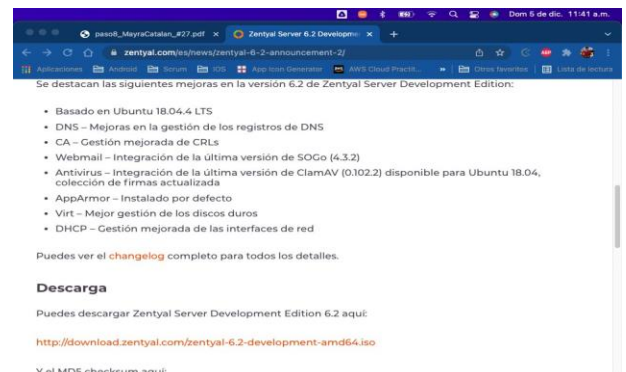 Dom 5 de dic. 11:41 a.m.
paso8_MayraCatalan_#27.pdf
Zentyal Server 6.2 Developme
zentyal.com/es/news/zentyal-6-2-announcement-2/
Aplicaciones Android Scrum IOS App Icon Generator AWS Cloud Practit... » Otros favoritos Lista de lectura
Se destacan las siguientes mejoras en la versión 6.2 de Zentyal Server Development Edition:
• Basado en Ubuntu 18.04.4 LTS
• DNS – Mejoras en la gestión de los registros de DNS
• CA – Gestión mejorada de CRLs
• Webmail – Integración de la última versión de SOGo (4.3.2)
• Antivirus – Integración de la última versión de ClamAV (0.102.2) disponible para Ubuntu 18.04,
colección de firmas actualizada
• AppArmor – Instalado por defecto
• Virt – Mejor gestión de los discos duros
• DHCP – Gestión mejorada de las interfaces de red
Puedes ver el changelog completo para todos los detalles.
Descarga
Puedes descargar Zentyal Server Development Edition 6.2 aquí:
http://download.zentyal.com/zentyal-6.2-development-amd64.iso
Y el MD5 checksum aquí: